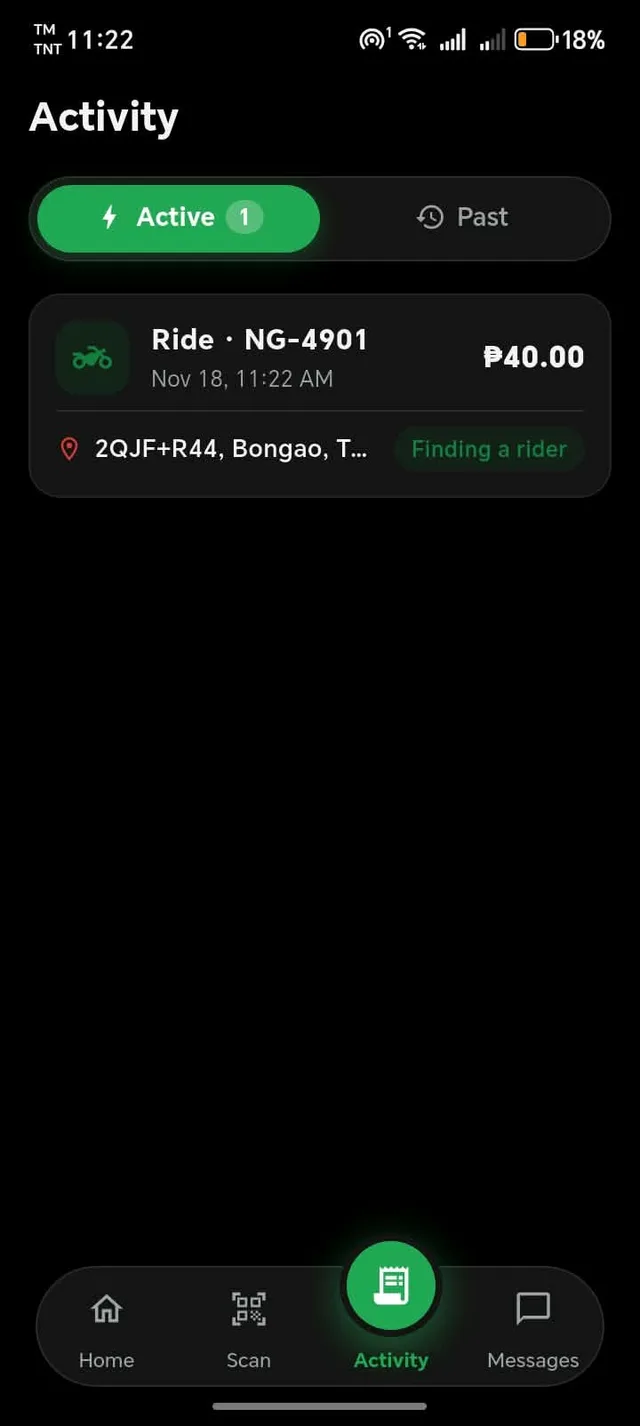 TM
TNT 11:22
1 18%
Activity
Active 1
Past
Ride · NG-4901
Nov 18, 11:22 AM
₱40.00
2QJF+R44, Bongao, T...
Finding a rider
Home
Scan
Activity
Messages